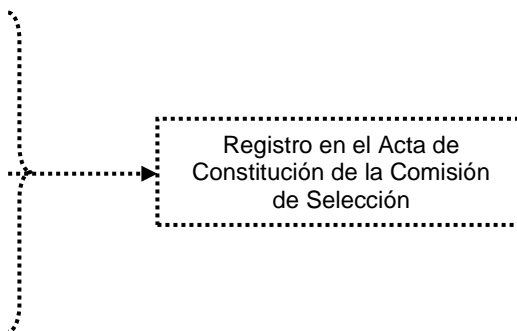 Registro en el Acta de
Constitución de la Comisión
de Selección